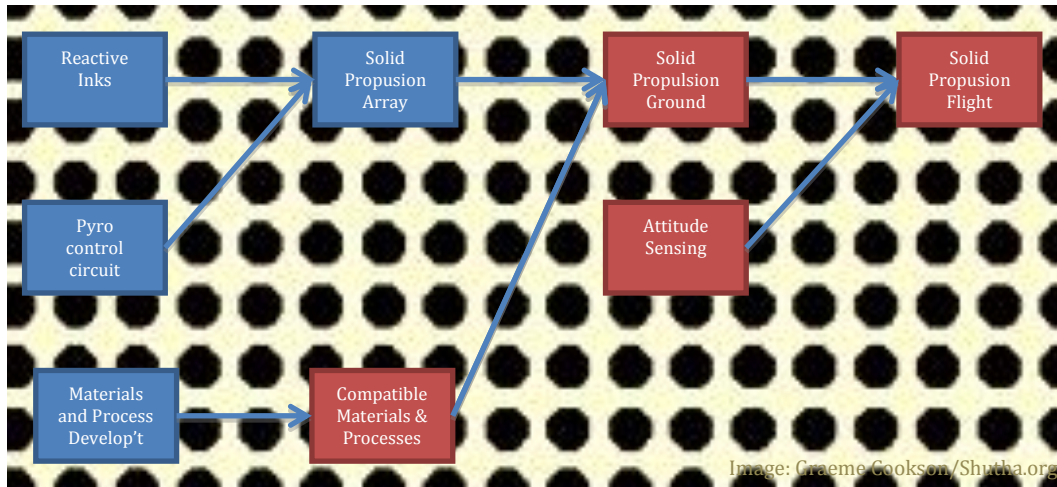 Reactive
Inks
Solid
Propusion
Array
Solid
Propulsion
Ground
Solid
Propusion
Flight
Pyro
control
circuit
Attitude
Sensing
Materials
and Process
Develop’t
Compatible
Materials &
Processes
Image: Graeme Cookson/Shutha.org